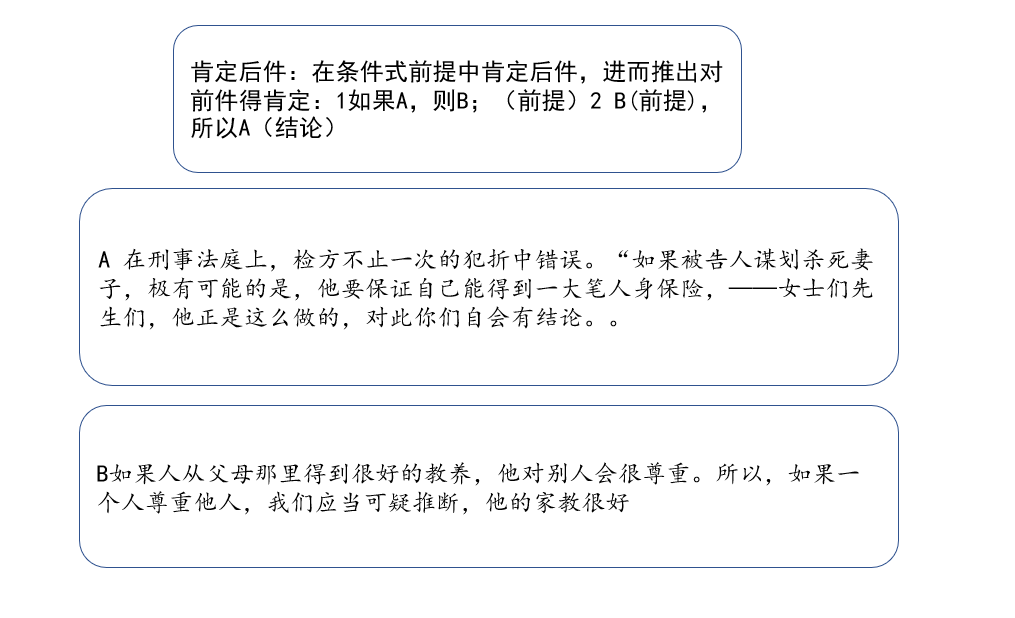 肯定后件：在条件式前提中肯定后件，进而推出对
前件得肯定：1如果A，则B；（前提）2 B(前提)，
所以A（结论）
A 在刑事法庭上，检方不止一次的犯折中错误。“如果被告人谋划杀死妻
子，极有可能的是，他要保证自己能得到一大笔人身保险，——女士们先
生们，他正是这么做的，对此你们自会有结论。。
B如果人从父母那里得到很好的教养，他对别人会很尊重。所以，如果一
个人尊重他人，我们应当可疑推断，他的家教很好